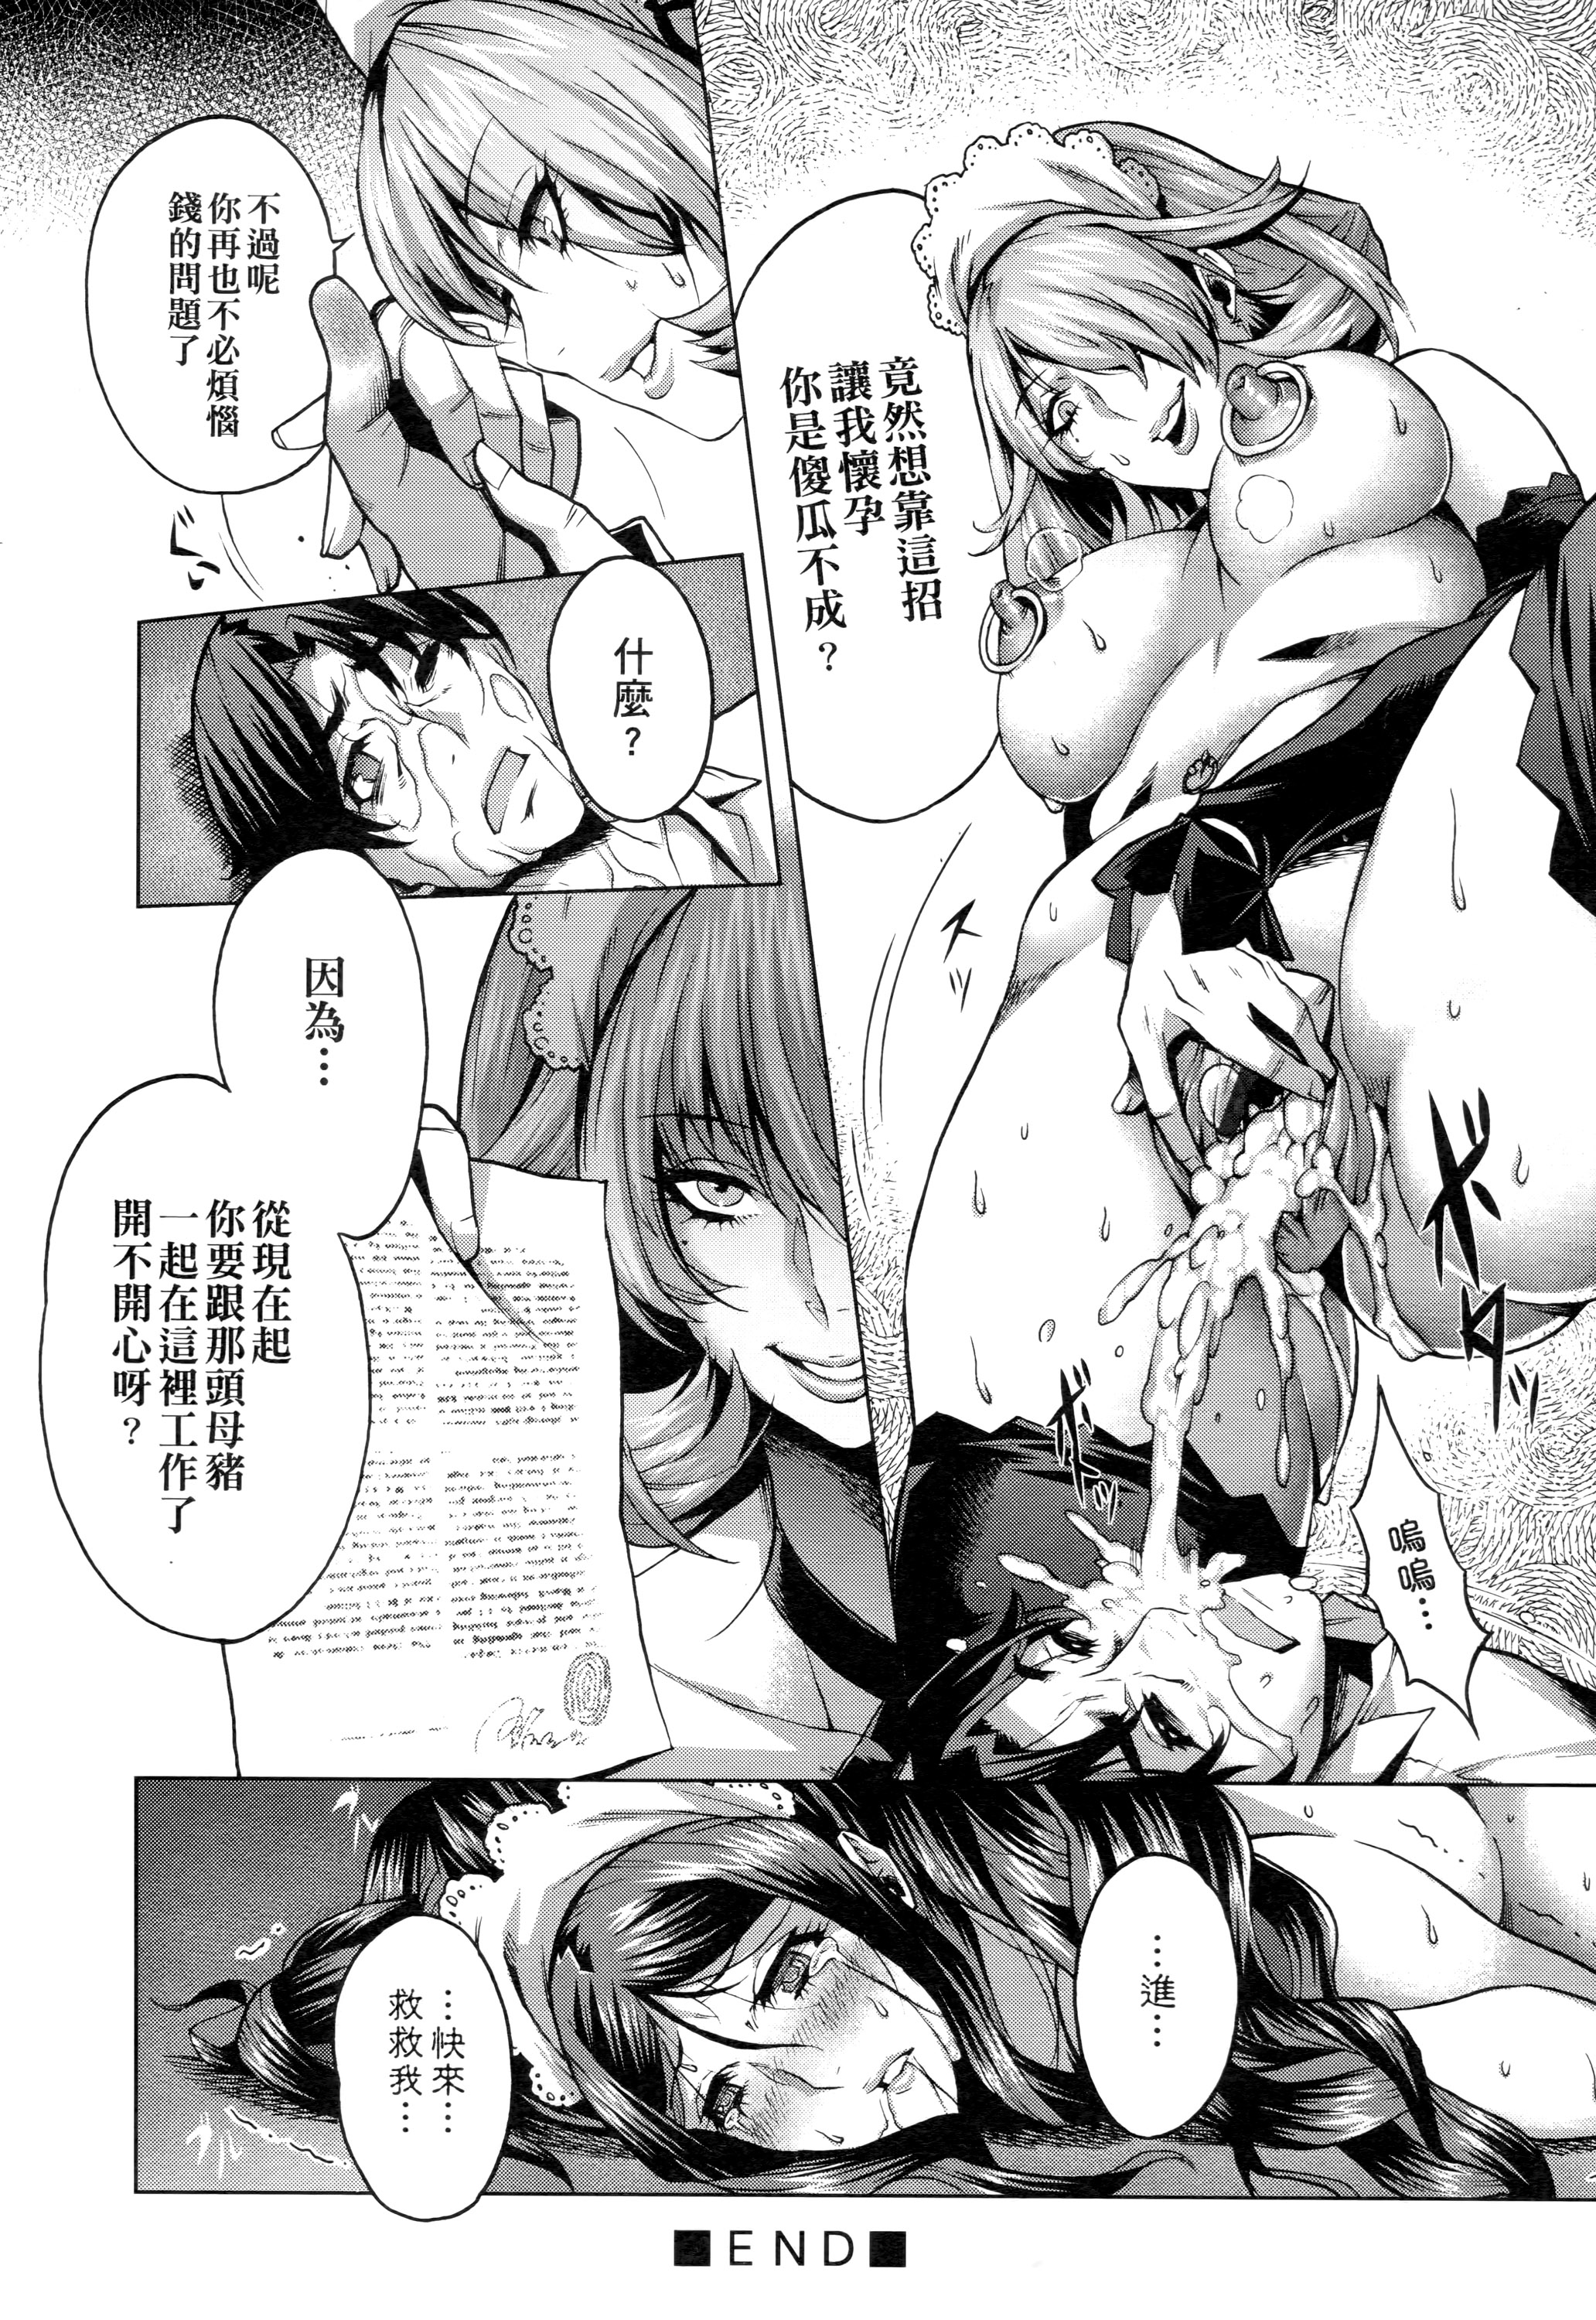 竟然想靠這招
讓我懷孕
你是傻瓜不成？
嗚嗚…
不過呢
你再也不必煩惱
錢的問題了
什麼？
因為…
從現在起
你要跟那頭母豬
一起在這裡工作了
開不開心呀？
…進…
…快來…
救救我…
■END■